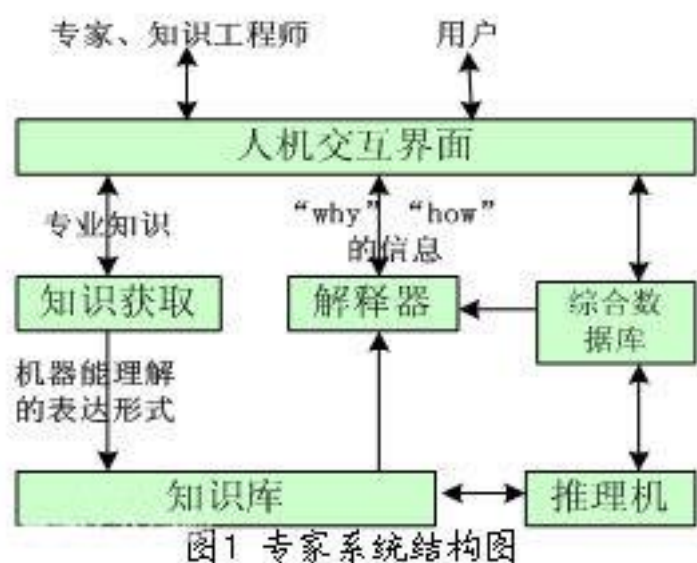 专家、知识工程师 用户
人机交互界面
专业知识
“why” “how”
的信息
知识获取
解释器
综合数
据库
机器能理解
的表达形式
知识库
推理机
图1 专家系统结构图